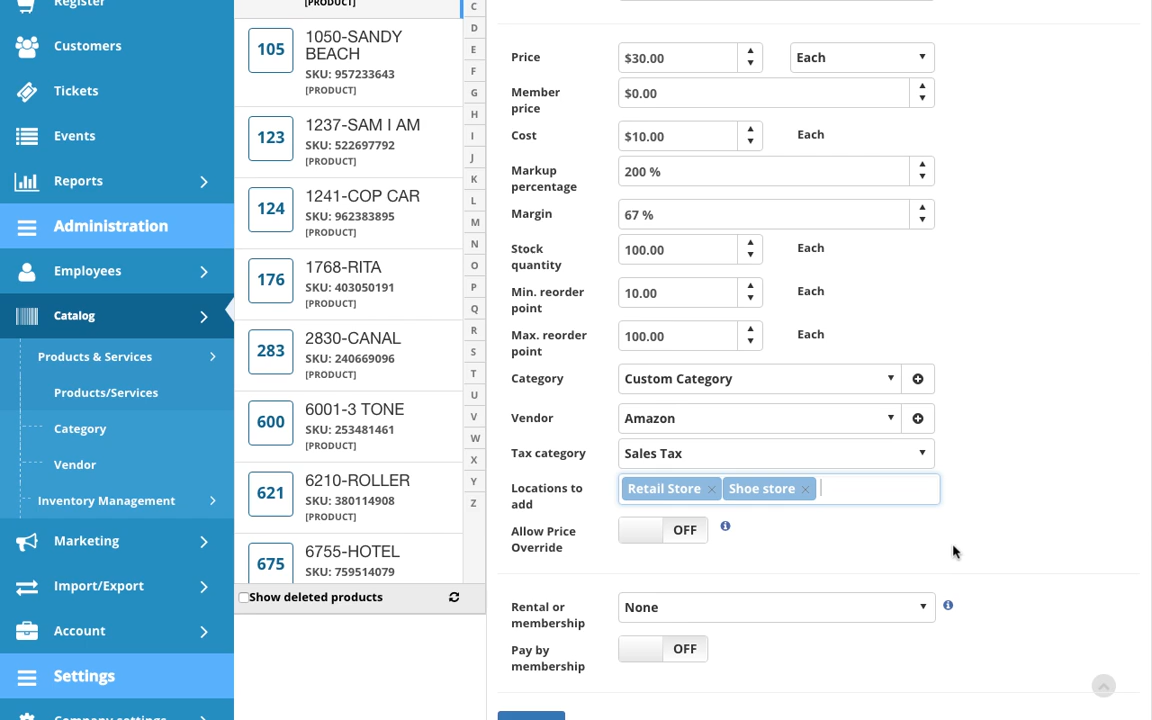 Register
Customers
Tickets
Events
Reports
Administration
Employees
Catalog
Products & Services
Products/Services
Category
Vendor
Inventory Management
Marketing
Import/Export
Account
Settings
Company settings
[PRODUCT]
105
1050-SANDY
BEACH
SKU: 957233643
[PRODUCT]
123
1237-SAM I AM
SKU: 522697792
[PRODUCT]
124
1241-COP CAR
SKU: 962383895
[PRODUCT]
176
1768-RITA
SKU: 403050191
[PRODUCT]
283
2830-CANAL
SKU: 240669096
[PRODUCT]
600
6001-3 TONE
SKU: 253481461
[PRODUCT]
621
6210-ROLLER
SKU: 380114908
[PRODUCT]
675
6755-HOTEL
SKU: 759514079
Show deleted products
C
D
E
F
G
H
I
J
K
L
M
N
O
P
Q
R
S
T
U
V
W
X
Y
Z
Price $30.00 Each
Member
price $0.00
Cost $10.00 Each
Markup
percentage 200 %
Margin 67 %
Stock
quantity 100.00 Each
Min. reorder
point 10.00 Each
Max. reorder
point 100.00 Each
Category Custom Category
Vendor Amazon
Tax category Sales Tax
Locations to
add Retail Store × Shoe store ×
Allow Price
Override OFF
Rental or
membership None
Pay by
membership OFF